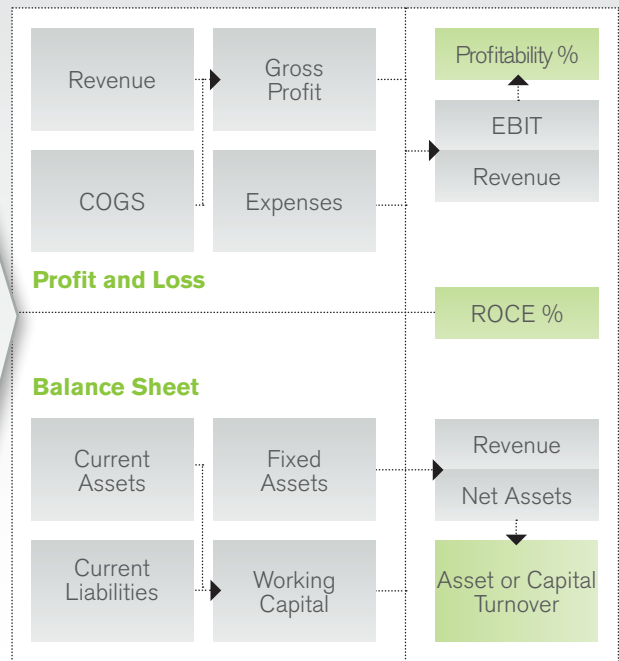 Revenue
Gross
Profit
Profitability %
EBIT
Revenue
COGS
Expenses
Profit and Loss
ROCE %
Balance Sheet
Current
Assets
Fixed
Assets
Revenue
Net Assets
Current
Liabilities
Working
Capital
Asset or Capital
Turnover